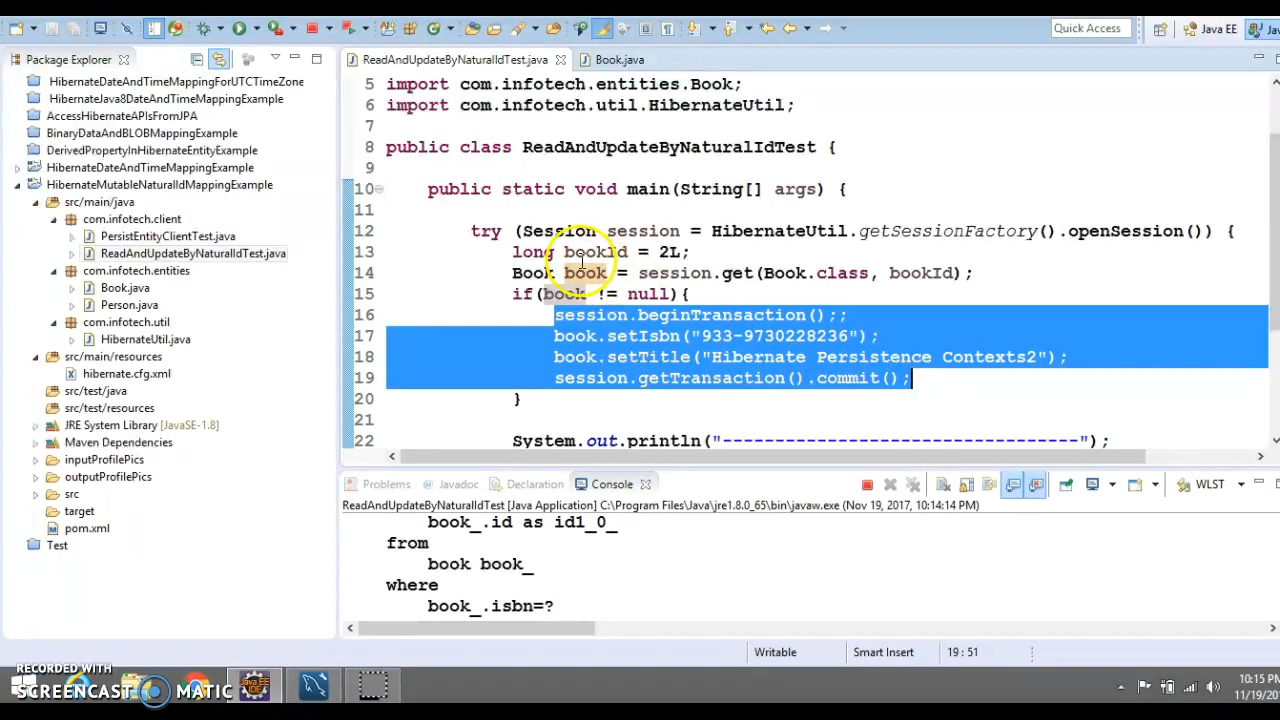 Quick Access
Java EE
Jav
Package Explorer
HibernateDateAndTimeMappingForUTCTimeZone
HibernateJava8DateAndTimeMappingExample
AccessHibernateAPIsFromJPA
BinaryDataAndBLOBMappingExample
DerivedPropertyInHibernateEntityExample
HibernateDateAndTimeMappingExample
HibernateMutableNaturalIdMappingExample
src/main/java
com.infotech.client
PersistEntityClientTest.java
ReadAndUpdateByNaturalIdTest.java
com.infotech.entities
Book.java
Person.java
com.infotech.util
HibernateUtil.java
src/main/resources
hibernate.cfg.xml
src/test/java
src/test/resources
JRE System Library [JavaSE-1.8]
Maven Dependencies
inputProfilePics
outputProfilePics
src
target
pom.xml
Test
ReadAndUpdateByNaturalIdTest.java
Book.java
5 import com.infotech.entities.Book;
6 import com.infotech.util.HibernateUtil;
7
8 public class ReadAndUpdateByNaturalIdTest {
9
10 public static void main(String[] args) {
11
12 try (Session session = HibernateUtil.getSessionFactory().openSession()) {
13 long bookId = 2L;
14 Book book = session.get(Book.class, bookId);
15 if(book != null){
16 session.beginTransaction();;
17 book.setIsbn("933-9730228236");
18 book.setTitle("Hibernate Persistence Contexts2");
19 session.getTransaction().commit();
20 }
21
22 System.out.println("----------------------------------");
Problems
Javadoc
Declaration
Console
WLST
ReadAndUpdateByNaturalIdTest [Java Application] C:\Program Files\Java\jre1.8.0_65\bin\javaw.exe (Nov 19, 2017, 10:14:14 PM)
book_.id as id1_0_
from
book book_
where
book_.isbn=?
Writable
Smart Insert
19 : 51
RECORDED WITH
SCREENCAST MATIC
Java EE
IDE
10:15 PM
11/19/201